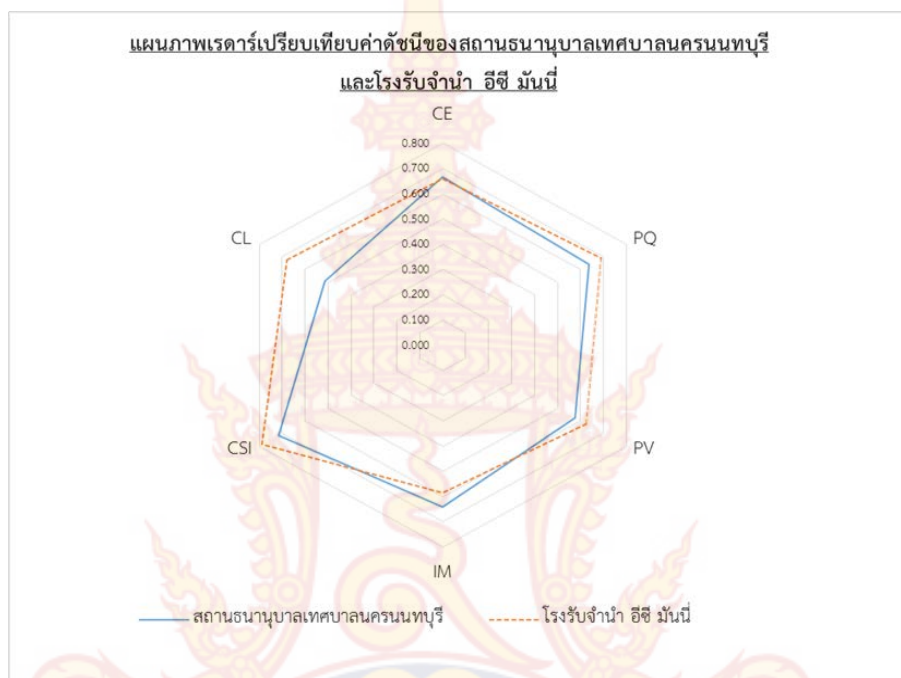 แผนภาพเรดาร์เปรียบเทียบค่าดัชนีของสถานธนานุบาลเทศบาลนครนนทบุรี
และโรงรับจำนำ อีซี มันนี่
CE
0.800
0.700
0.600
0.500
0.400
0.300
0.200
0.100
0.000
CL
PQ
CSI
PV
IM
สถานธนานุบาลเทศบาลนครนนทบุรี
โรงรับจำนำ อีซี มันนี่